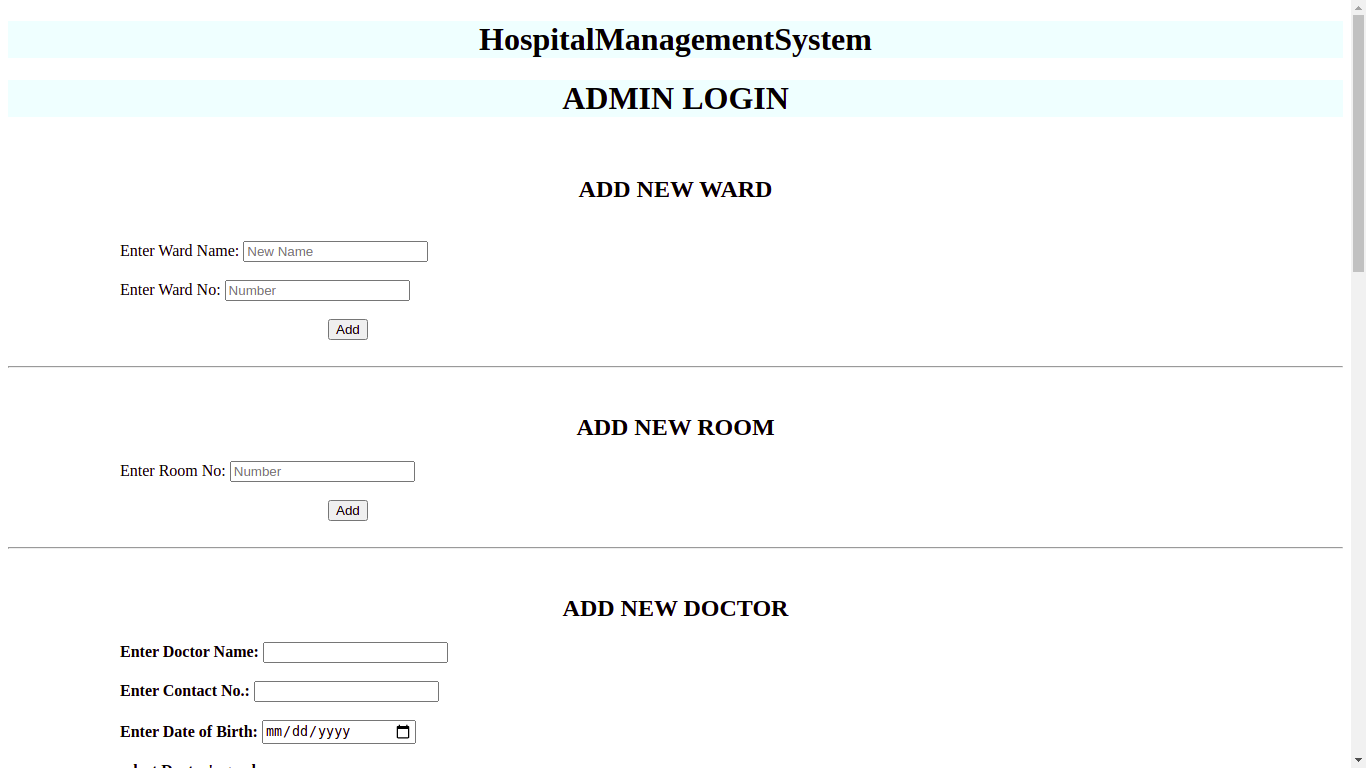 HospitalManagementSystem
ADMIN LOGIN
ADD NEW WARD
Enter Ward Name: New Name
Enter Ward No: Number
Add
ADD NEW ROOM
Enter Room No: Number
Add
ADD NEW DOCTOR
Enter Doctor Name:
Enter Contact No.:
Enter Date of Birth: mm/dd/yyyy